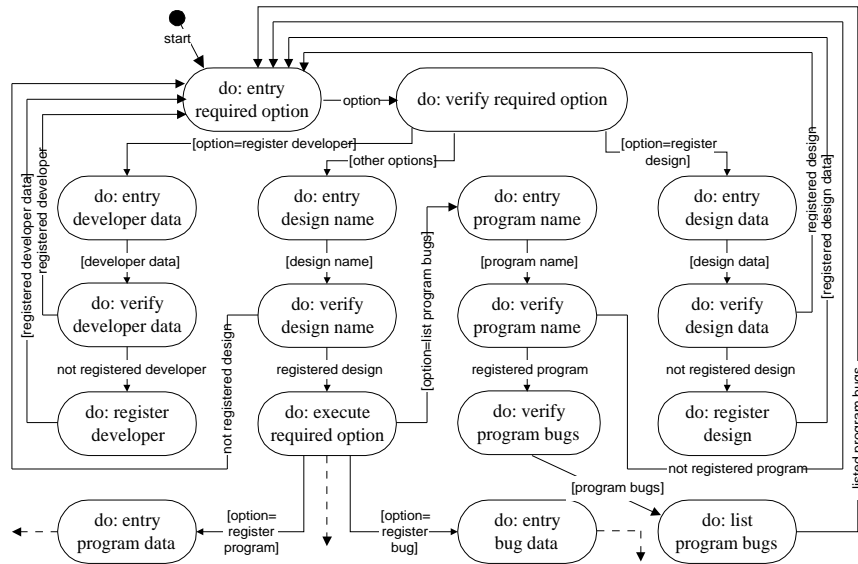 start
do: entry
required option
option
do: verify required option
[option=register developer]
[other options]
[option=register
design]
do: entry
developer data
do: entry
design name
do: entry
program name
do: entry
design data
[developer data]
[design name]
[program name]
[design data]
do: verify
developer data
do: verify
design name
do: verify
program name
do: verify
design data
not registered developer
registered design
registered program
not registered design
do: register
developer
do: execute
required option
do: verify
program bugs
do: register
design
[registered developer data]
registered developer
not registered design
[option=list program bugs]
registered design
[registered design data]
listed program bugs
not registered program
[program bugs]
do: entry
program data
[option=
register
program]
[option=
register
bug]
do: entry
bug data
do: list
program bugs